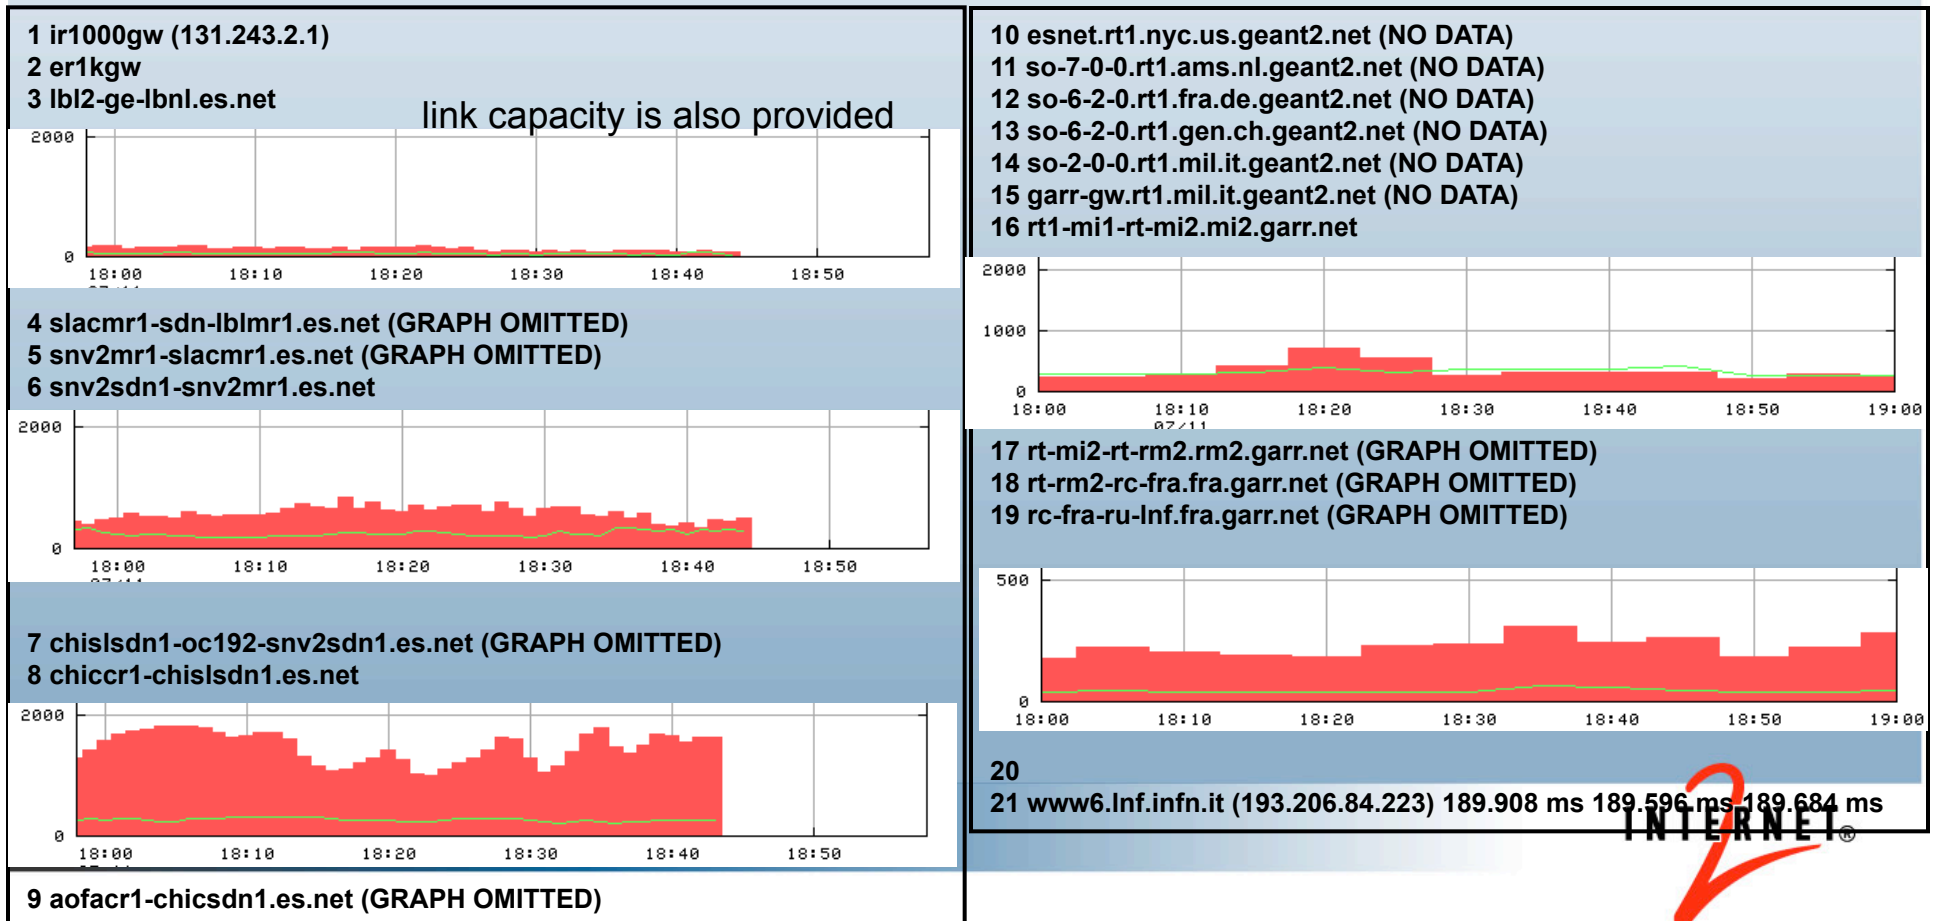 1 ir1000gw (131.243.2.1)
2 er1kgw
3 lbl2-ge-lbnl.es.net
link capacity is also provided
2000
0
18:00 18:10 18:20 18:30 18:40 18:50
4 slacmr1-sdn-lblmr1.es.net (GRAPH OMITTED)
5 snv2mr1-slacmr1.es.net (GRAPH OMITTED)
6 snv2sdn1-snv2mr1.es.net
2000
0
18:00 18:10 18:20 18:30 18:40 18:50
7 chislsdn1-oc192-snv2sdn1.es.net (GRAPH OMITTED)
8 chiccr1-chislsdn1.es.net
2000
0
18:00 18:10 18:20 18:30 18:40 18:50
9 aofacr1-chicsdn1.es.net (GRAPH OMITTED)
10 esnet.rt1.nyc.us.geant2.net (NO DATA)
11 so-7-0-0.rt1.ams.nl.geant2.net (NO DATA)
12 so-6-2-0.rt1.fra.de.geant2.net (NO DATA)
13 so-6-2-0.rt1.gen.ch.geant2.net (NO DATA)
14 so-2-0-0.rt1.mil.it.geant2.net (NO DATA)
15 garr-gw.rt1.mil.it.geant2.net (NO DATA)
16 rt1-mi1-rt-mi2.mi2.garr.net
2000
1000
0
18:00 18:10 18:20 18:30 18:40 18:50 19:00
07/11
17 rt-mi2-rt-rm2.rm2.garr.net (GRAPH OMITTED)
18 rt-rm2-rc-fra.fra.garr.net (GRAPH OMITTED)
19 rc-fra-ru-lnf.fra.garr.net (GRAPH OMITTED)
500
0
18:00 18:10 18:20 18:30 18:40 18:50 19:00
20
21 www6.lnf.infn.it (193.206.84.223) 189.908 ms 189.596 ms 189.684 ms
INTERNET®
2